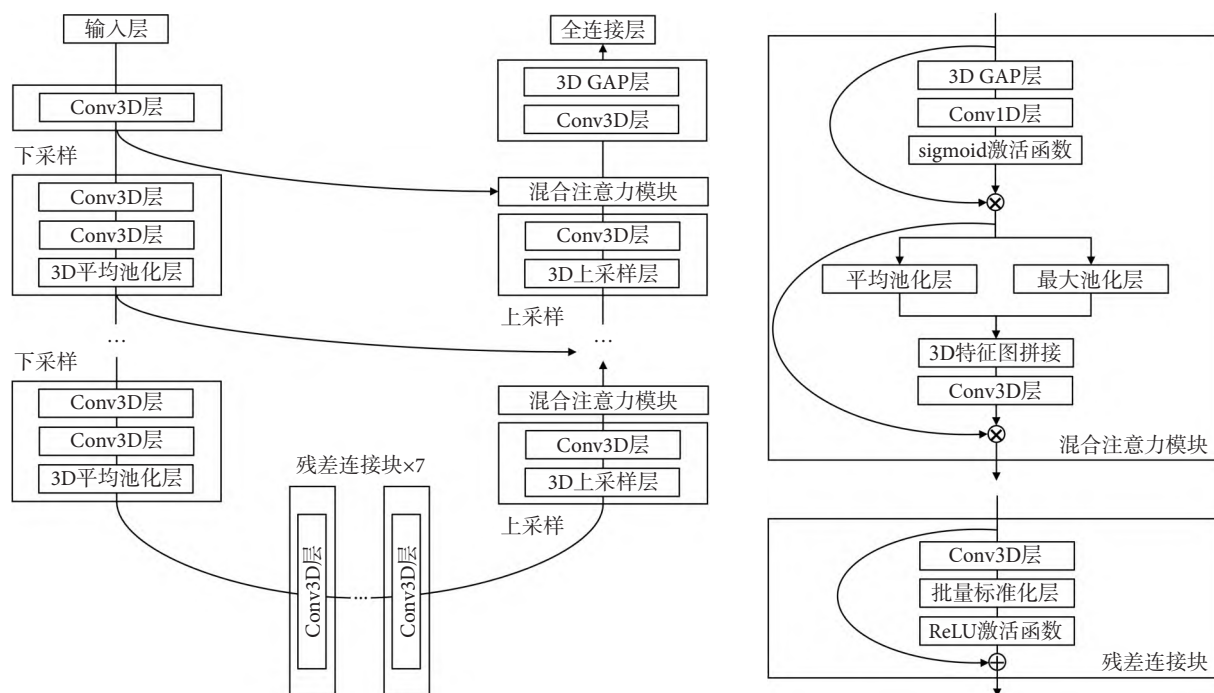 输入层
Conv3D层
下采样
Conv3D层
Conv3D层
3D平均池化层
...
下采样
Conv3D层
Conv3D层
3D平均池化层
残差连接块×7
Conv3D层
...
Conv3D层
全连接层
3D GAP层
Conv3D层
混合注意力模块
Conv3D层
3D上采样层
上采样
...
混合注意力模块
Conv3D层
3D上采样层
上采样
3D GAP层
Conv1D层
sigmoid激活函数
平均池化层
最大池化层
3D特征图拼接
Conv3D层
混合注意力模块
Conv3D层
批量标准化层
ReLU激活函数
残差连接块